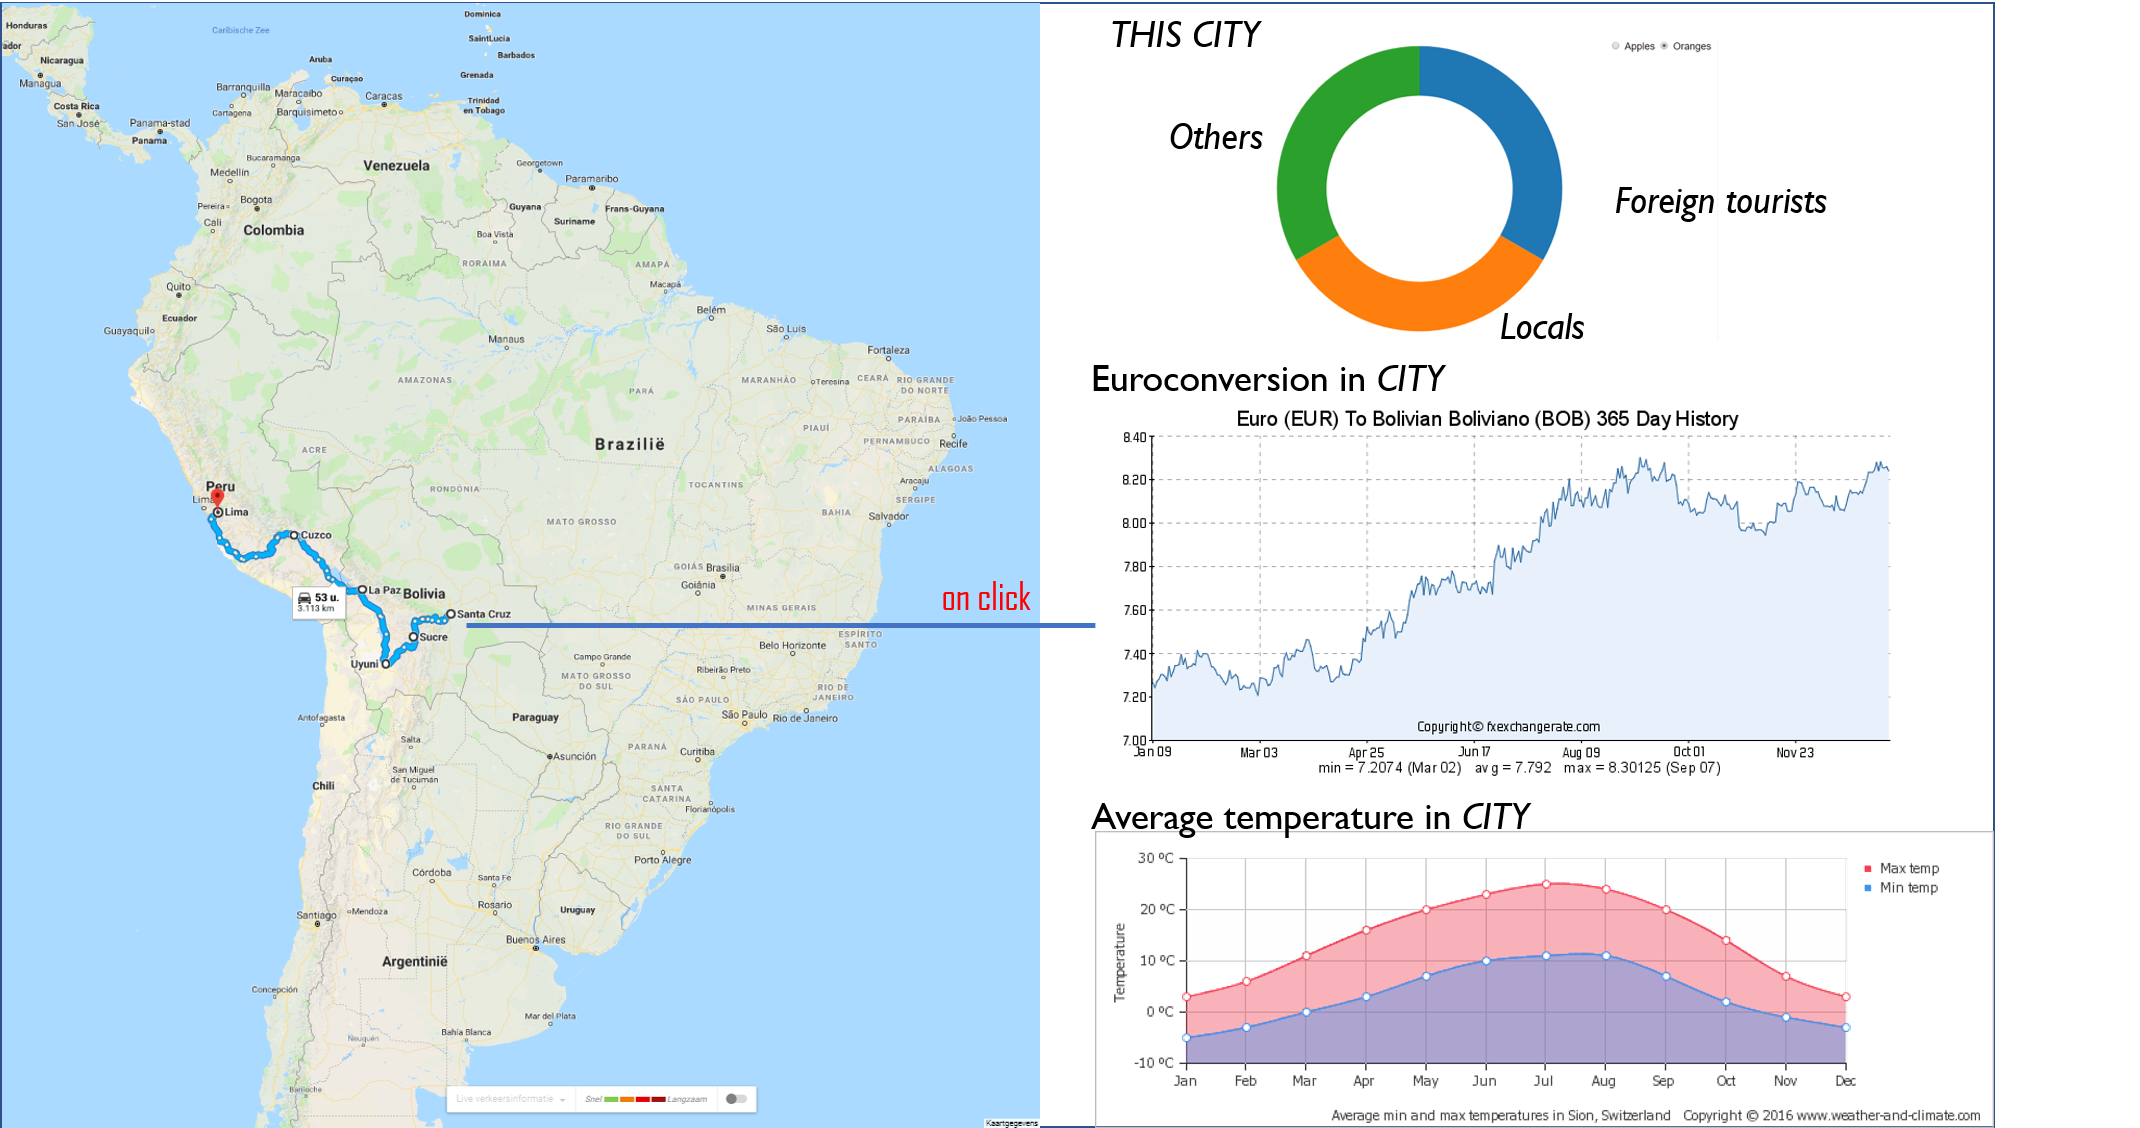 Honduras
ador
Nicaragua
Managua
Costa Rica
San José
Panama-stad
Panama
Caribische Zee
Aruba
Curaçao
Dominica
SaintLucia
Barbados
Grenada
Trinidad
en Tobago
Barranquilla
Maracaibo
Caracas
Cartagena
Barquisimeto
Bucaramanga
Venezuela
Medellín
Georgetown
Paramaribo
Pereira
Bogota
Guyana
Frans-Guyana
Suriname
Cali
Colombia
Boa Vista
RORAIMA
AMAPÁ
Quito
Macapá
Ecuador
Belém
Guayaquil
São Luís
Manaus
Fortaleza
AMAZONAS
PARÁ
MARANHÃO
Teresina
CEARÁ
RIO GRANDE
DO NORTE
PARAÍBA
João Pessoa
PIAUÍ
PERNAMBUCO
Recife
Brazilië
ACRE
ALAGOAS
Aracaju
SERGIPE
Peru
Lima
Lima
RONDÔNIA
TOCANTINS
MATO GROSSO
BAHIA
Salvador
Cuzco
GOIÁS
Brasilia
Goiânia
La Paz
Bolivia
53 u.
3.113 km
Santa Cruz
MINAS GERAIS
Sucre
ESPÍRITO
SANTO
Uyuni
Belo Horizonte
Campo Grande
MATO GROSSO
DO SUL
Ribeirão Preto
RIO DE
JANEIRO
SÃO PAULO
São Paulo
Rio de Janeiro
Antofagasta
Paraguay
Salta
PARANÁ
Curitiba
Asunción
San Miguel
de Tucumán
Chili
SANTA
CATARINA
Florianópolis
RIO GRANDE
DO SUL
Porto Alegre
Córdoba
Santa Fe
Rosario
Uruguay
Santiago
Mendoza
Buenos Aires
Argentinië
Concepción
Mar del Plata
Bahía Blanca
Neuquén
Bariloche
Live verkeersinformatie
Snel
Langzaam
Kaartgegevens
on click
THIS CITY
Apples Oranges
Others
Foreign tourists
Locals
Euroconversion in CITY
Euro (EUR) To Bolivian Boliviano (BOB) 365 Day History
8.40
8.20
8.00
7.80
7.60
7.40
7.20
7.00
Copyright© fxexchangerate.com
Jan 09 Mar 03 Apr 25 Jun 17 Aug 09 Oct 01 Nov 23
min = 7.2074 (Mar 02) avg = 7.792 max = 8.30125 (Sep 07)
Average temperature in CITY
30 ºC
20 ºC
10 ºC
0 ºC
-10 ºC
Temperature
Max temp
Min temp
Jan Feb Mar Apr May Jun Jul Aug Sep Oct Nov Dec
Average min and max temperatures in Sion, Switzerland Copyright © 2016 www.weather-and-climate.com